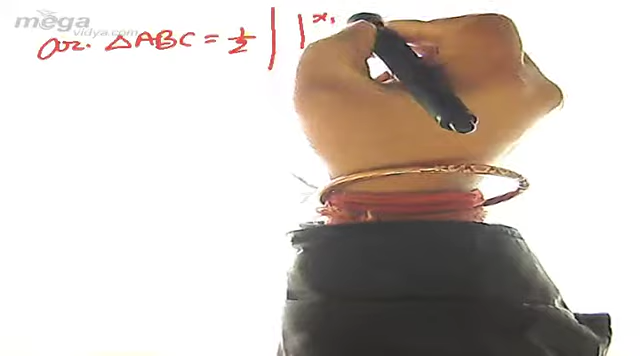 mega
vidya.com
ar. △ABC = 1/2 | | x₁